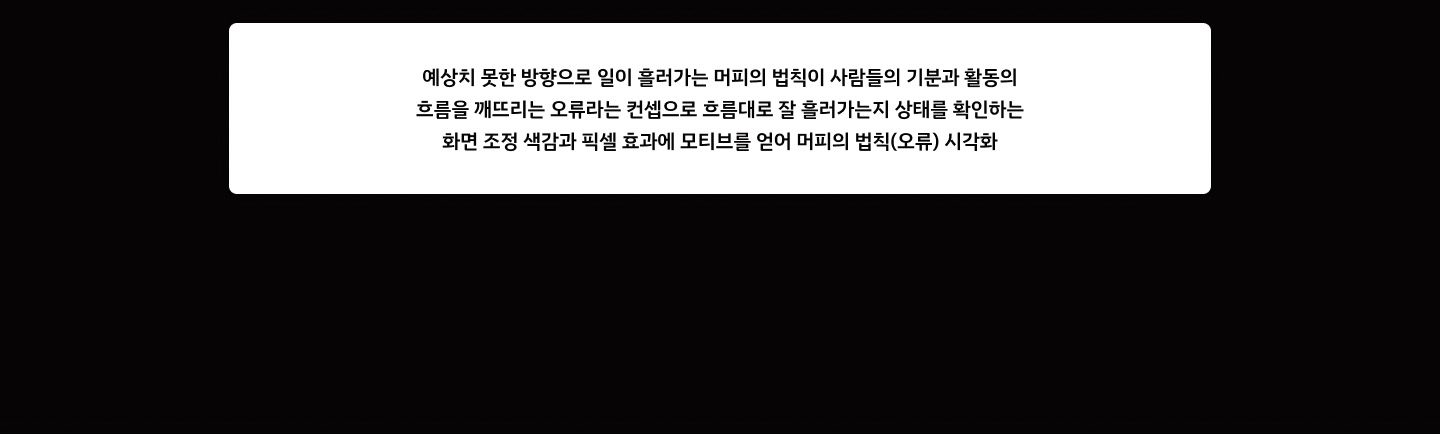 예상치 못한 방향으로 일이 흘러가는 머피의 법칙이 사람들의 기분과 활동의
흐름을 깨뜨리는 오류라는 컨셉으로 흐름대로 잘 흘러가는지 상태를 확인하는
화면 조정 색감과 픽셀 효과에 모티브를 얻어 머피의 법칙(오류) 시각화